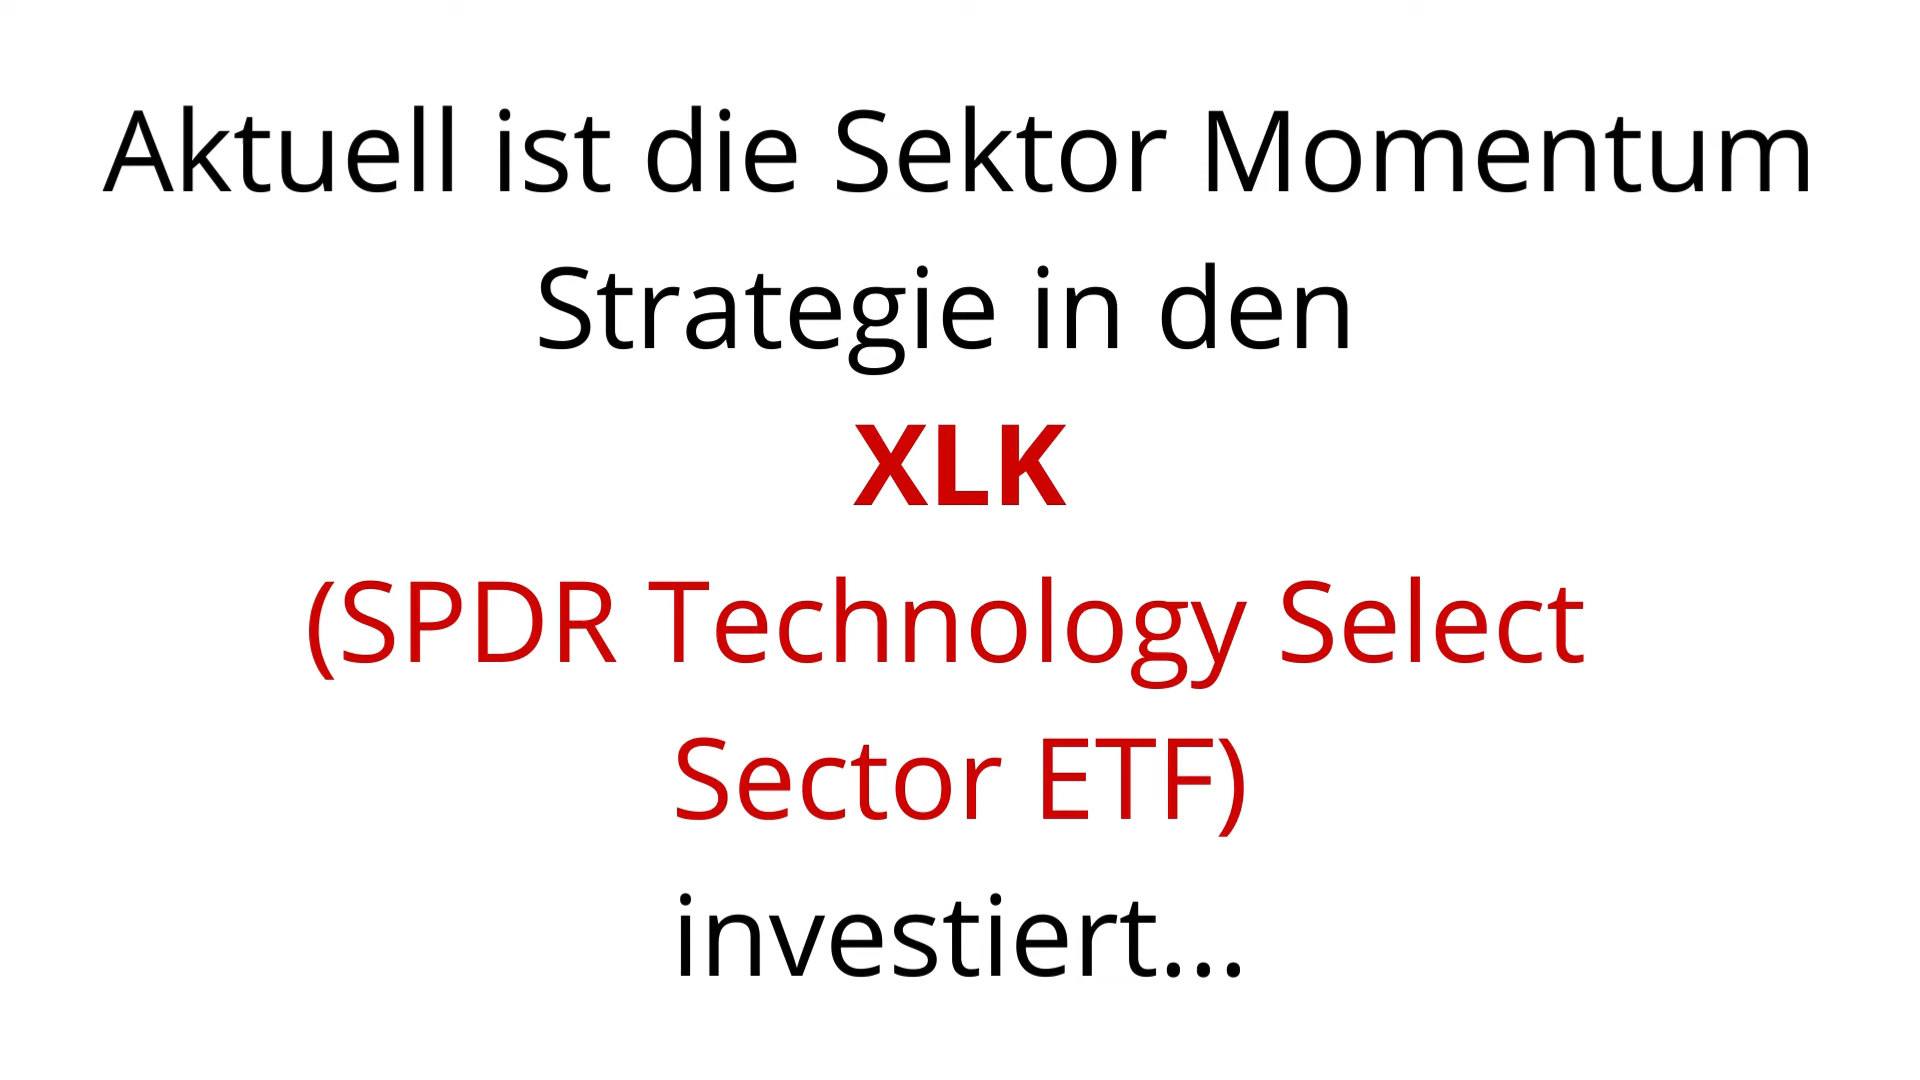 Aktuell ist die Sektor Momentum
Strategie in den
XLK
(SPDR Technology Select
Sector ETF)
investiert...